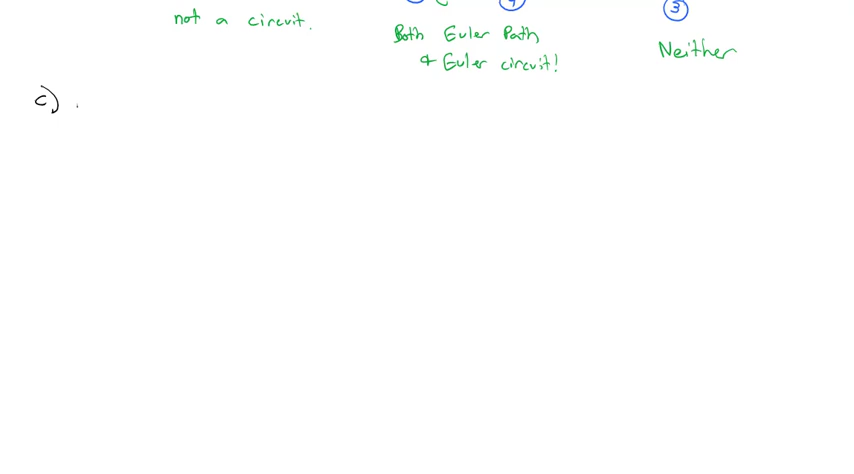 not a circuit.
4
Both Euler Path
& Euler circuit!
3
Neither
c)